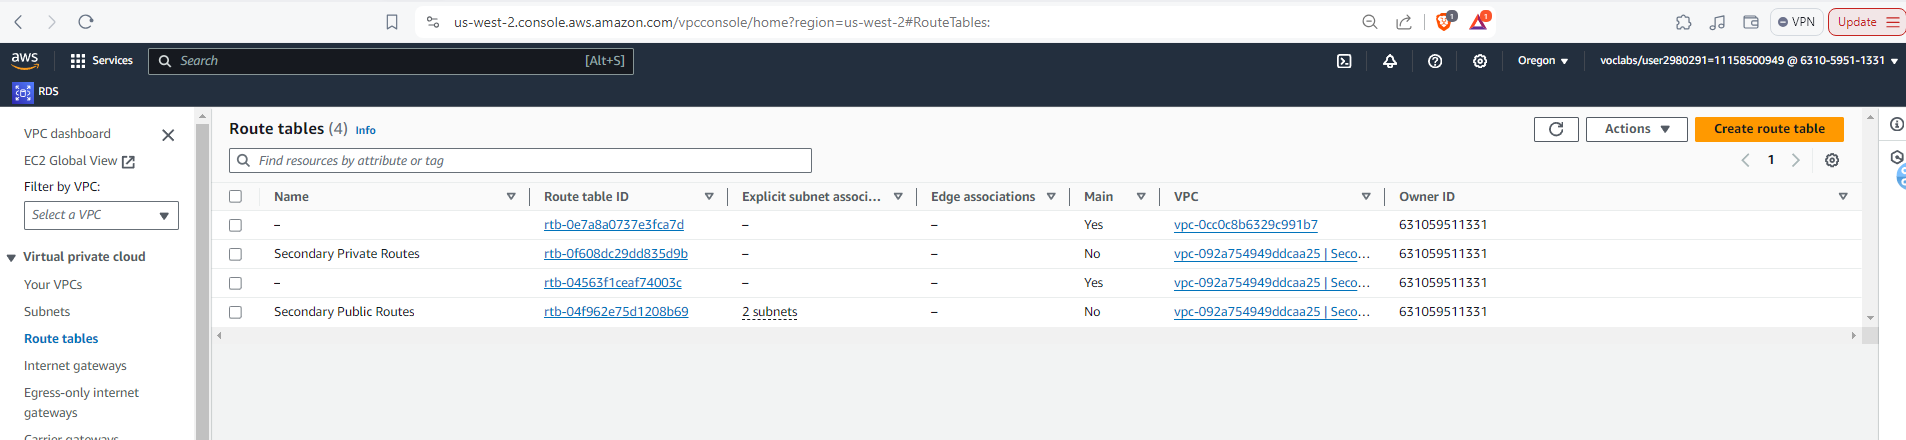 us-west-2.console.aws.amazon.com/vpcconsole/home?region=us-west-2#RouteTables:
1
1
VPN
Update
aws
Services
Search
[Alt+S]
Oregon
voclabs/user2980291=11158500949 @ 6310-5951-1331
RDS
VPC dashboard
EC2 Global View
Filter by VPC:
Select a VPC
Virtual private cloud
Your VPCs
Subnets
Route tables
Internet gateways
Egress-only internet
gateways
Carrier gateways
Route tables (4) Info
Actions
Create route table
Find resources by attribute or tag
1
Name Route table ID Explicit subnet associ... Edge associations Main VPC Owner ID
– rtb-0e7a8a0737e3fca7d – – Yes vpc-0cc0c8b6329c991b7 631059511331
Secondary Private Routes rtb-0f608dc29dd835d9b – – No vpc-092a754949ddcaa25 | Seco... 631059511331
– rtb-04563f1ceaf74003c – – Yes vpc-092a754949ddcaa25 | Seco... 631059511331
Secondary Public Routes rtb-04f962e75d1208b69 2 subnets – No vpc-092a754949ddcaa25 | Seco... 631059511331